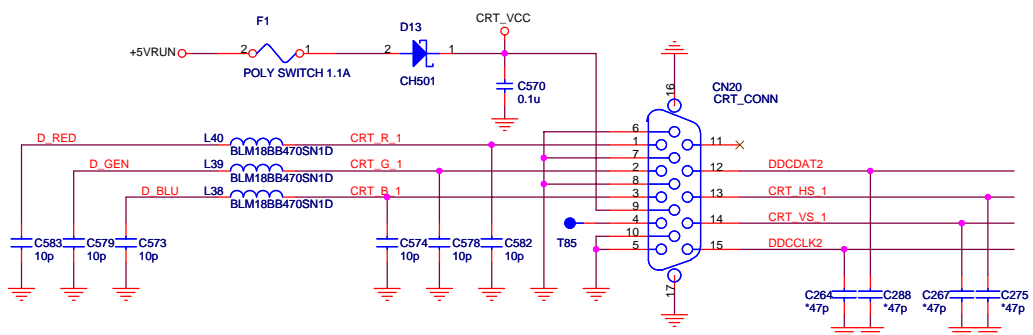 F1
D13
CRT_VCC
+5VRUN
2
1
2
1
POLY SWITCH 1.1A
CH501
C570
0.1u
16
CN20
CRT_CONN
6
D_RED
L40
CRT_R_1
1
11
BLM18BB470SN1D
7
D_GEN
L39
CRT_G_1
2
12
DDCDAT2
BLM18BB470SN1D
8
D_BLU
L38
CRT_B_1
3
13
CRT_HS_1
BLM18BB470SN1D
9
4
14
CRT_VS_1
T85
10
5
15
DDCCLK2
C583
10p
C579
10p
C573
10p
C574
10p
C578
10p
C582
10p
17
C264
*47p
C288
*47p
C267
*47p
C275
*47p